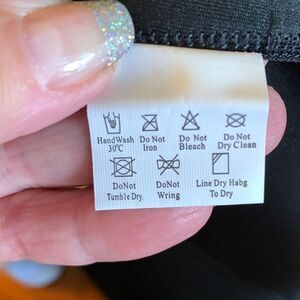 HandWash Do Not Do Not Do Not
30℃ Iron Bleach Dry Clean
DoNot DoNot Line Dry Habg
Tumble Dry Wring To Dry